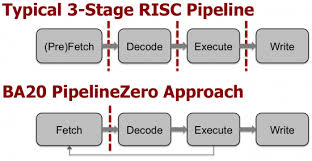 Typical 3-Stage RISC Pipeline
(Pre)Fetch Decode Execute Write
BA20 PipelineZero Approach
Fetch Decode Execute Write